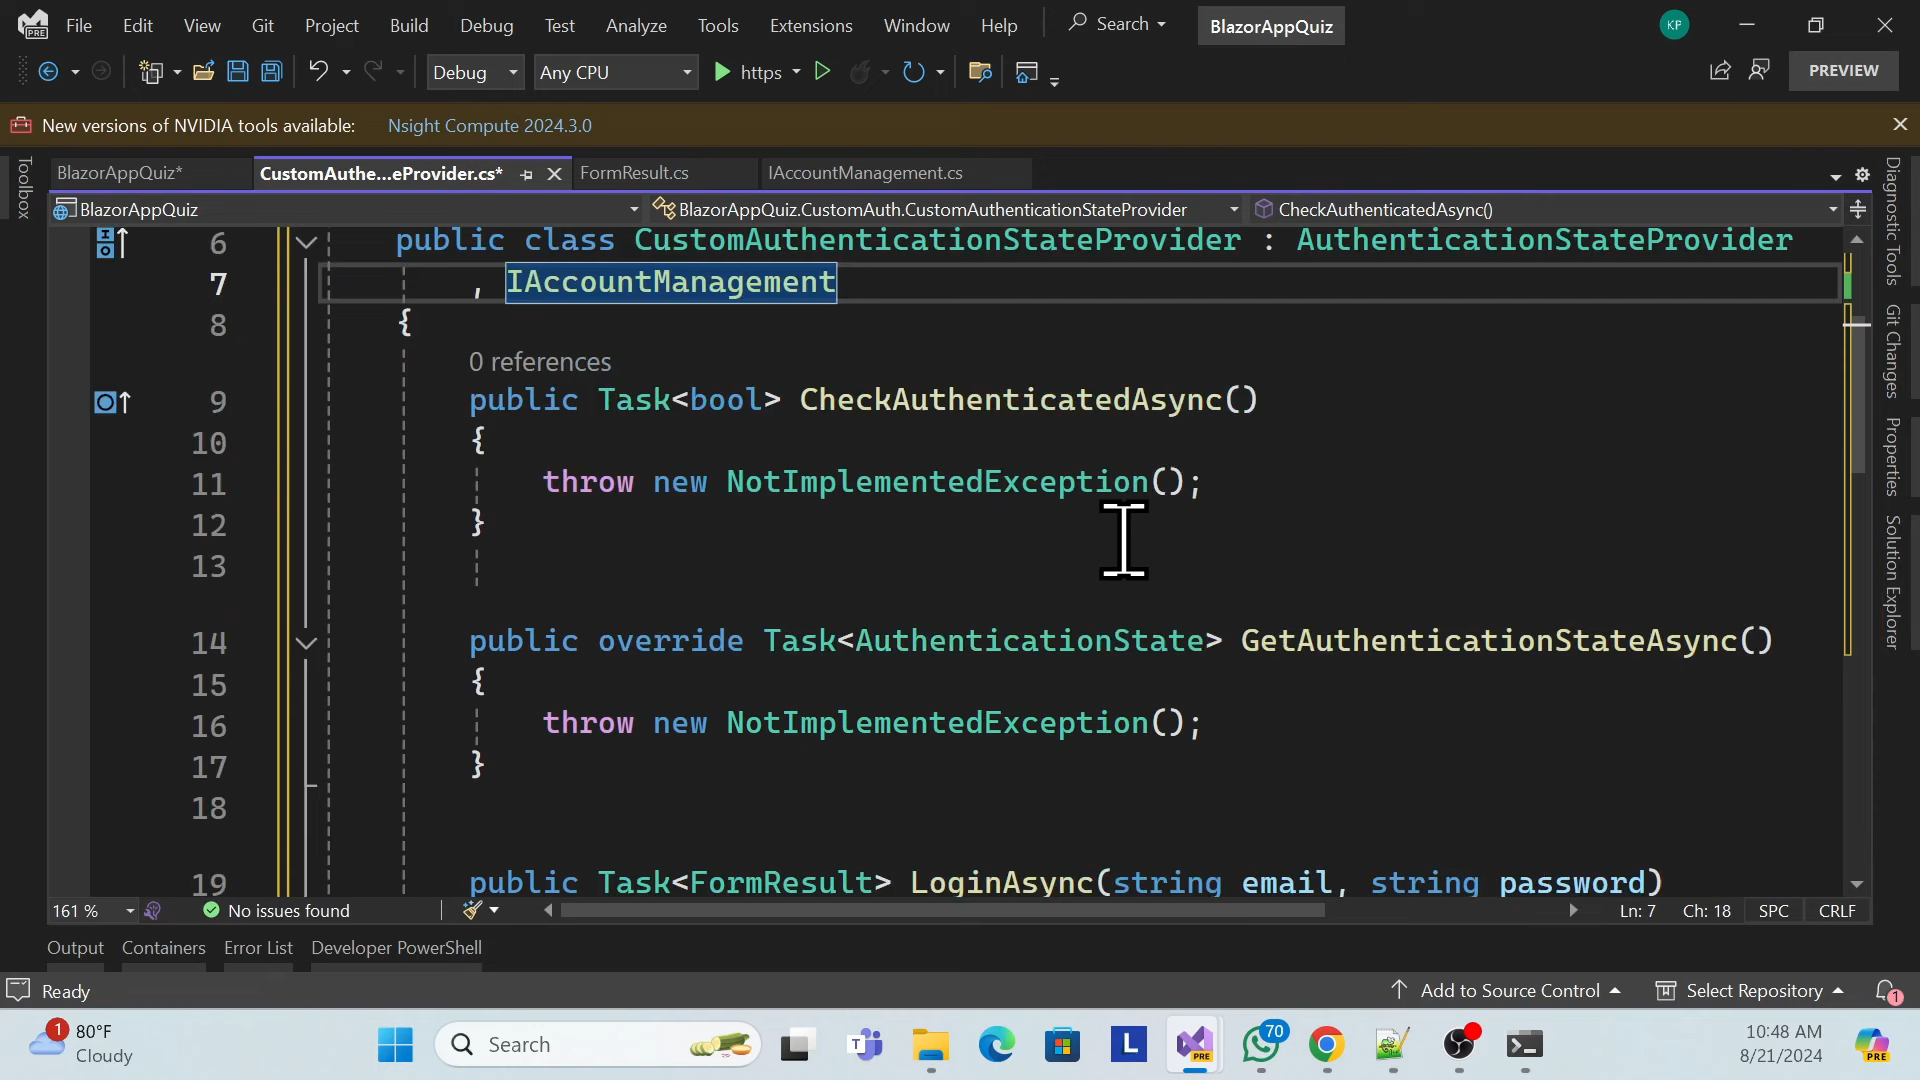 File Edit View Git Project Build Debug Test Analyze Tools Extensions Window Help Search BlazorAppQuiz KP
Debug Any CPU https PREVIEW
New versions of NVIDIA tools available: Nsight Compute 2024.3.0
BlazorAppQuiz* CustomAuthe...eProvider.cs* FormResult.cs IAccountManagement.cs
BlazorAppQuiz BlazorAppQuiz.CustomAuth.CustomAuthenticationStateProvider CheckAuthenticatedAsync()
Toolbox
6 public class CustomAuthenticationStateProvider : AuthenticationStateProvider
7 , IAccountManagement
8 {
0 references
9 public Task<bool> CheckAuthenticatedAsync()
10 {
11 throw new NotImplementedException();
12 }
13
14 public override Task<AuthenticationState> GetAuthenticationStateAsync()
15 {
16 throw new NotImplementedException();
17 }
18
19 public Task<FormResult> LoginAsync(string email, string password)
Diagnostic Tools
Git Changes
Properties
Solution Explorer
161 % No issues found Ln: 7 Ch: 18 SPC CRLF
Output Containers Error List Developer PowerShell
Ready Add to Source Control Select Repository 1
1 80°F
Cloudy
Search
T
L
PRE
70
10:48 AM
8/21/2024
PRE